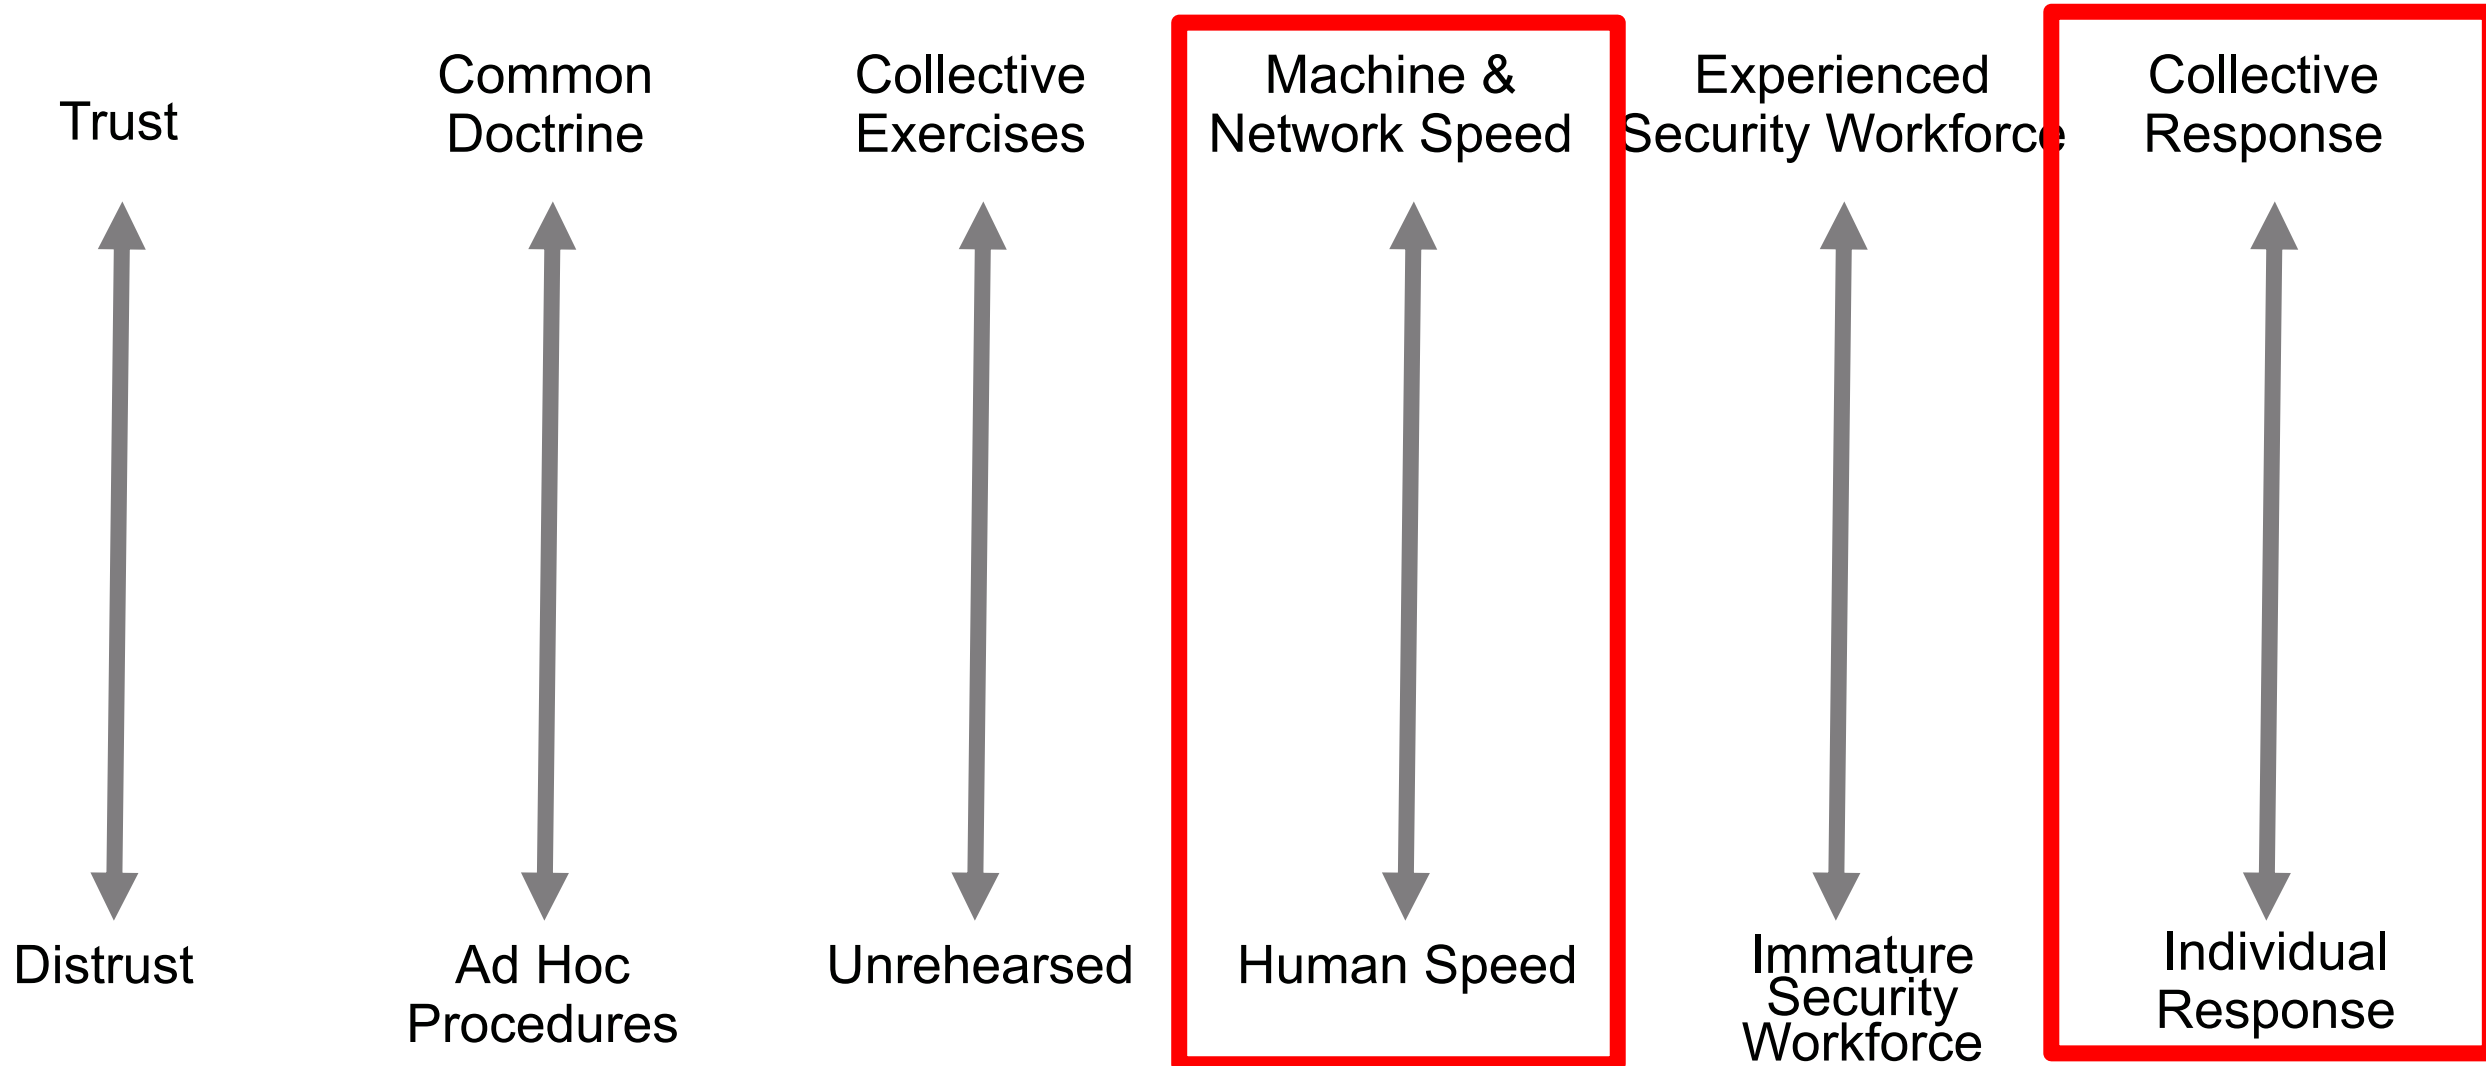 Trust
Common
Doctrine
Collective
Exercises
Machine &
Network Speed
Experienced
Security Workforce
Collective
Response
Distrust
Ad Hoc
Procedures
Unrehearsed
Human Speed
Immature
Security
Workforce
Individual
Response